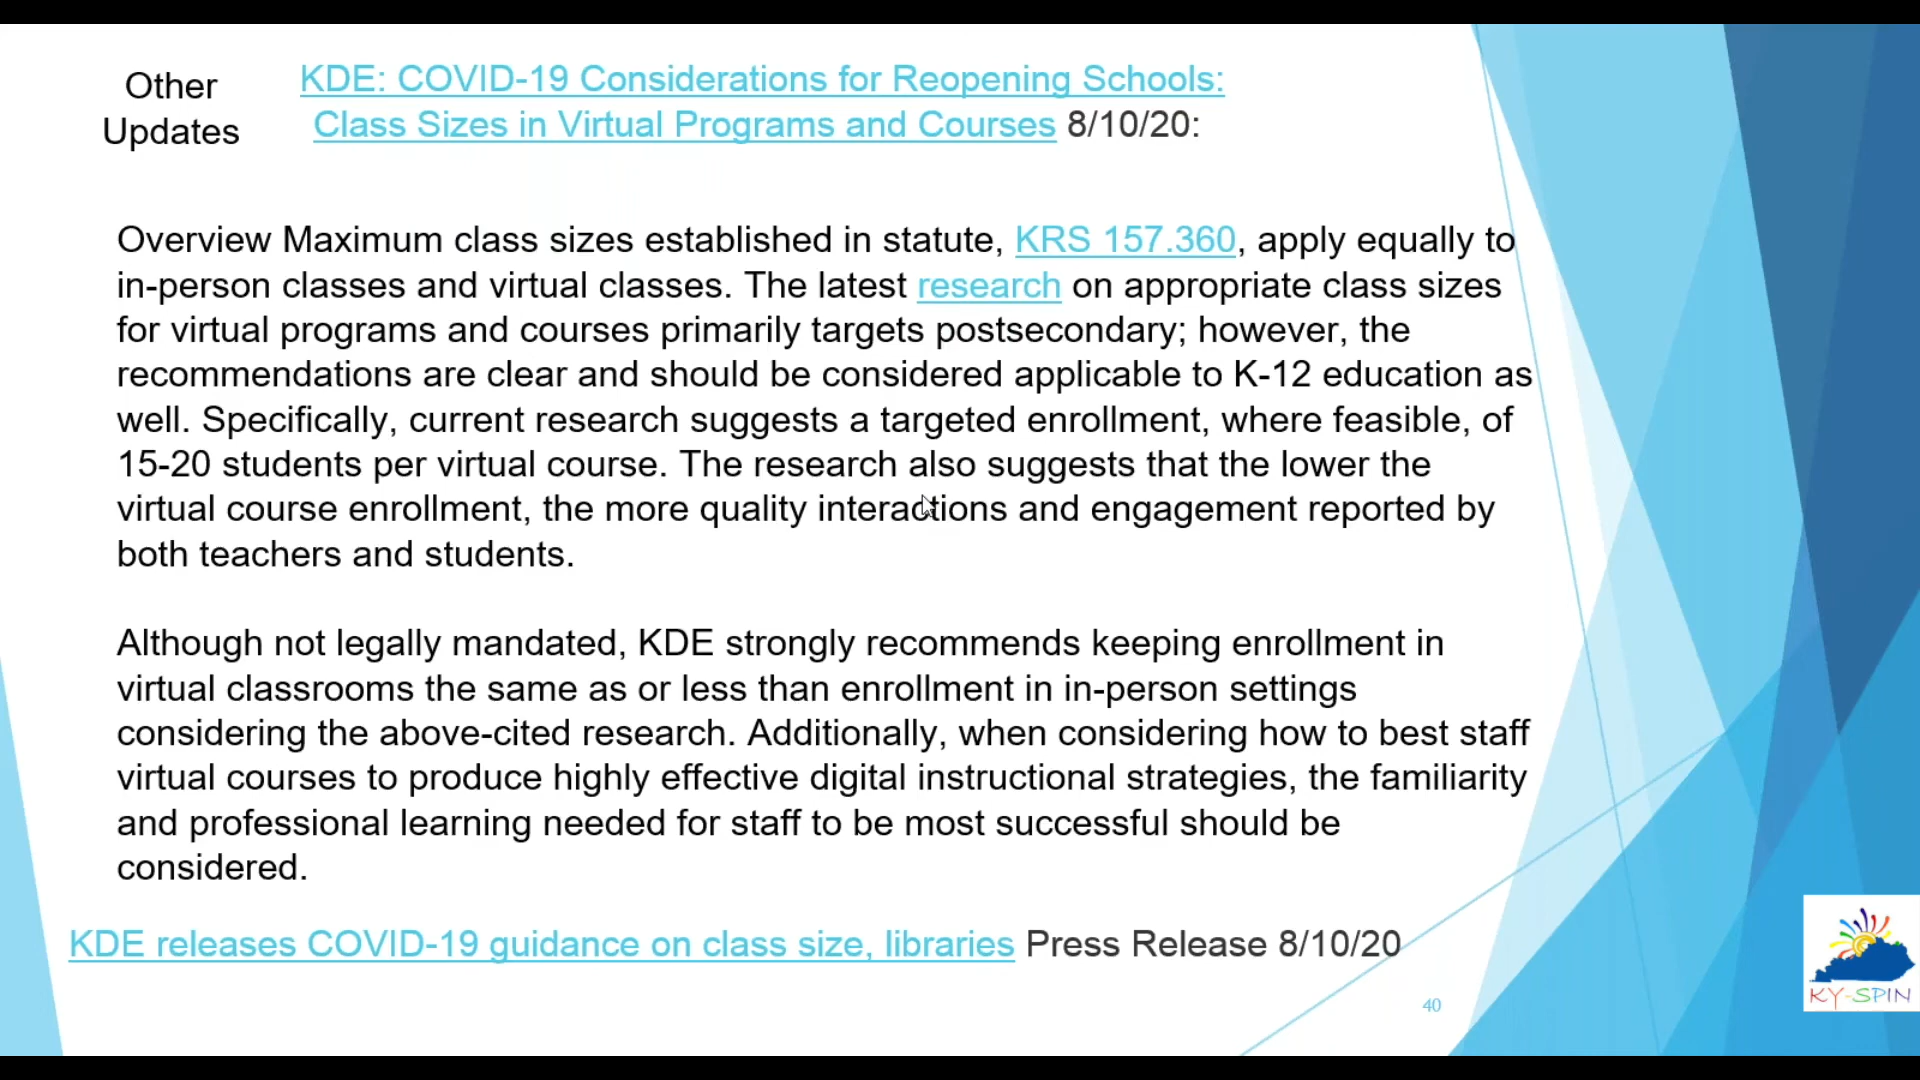 Other
Updates
KDE: COVID-19 Considerations for Reopening Schools:
Class Sizes in Virtual Programs and Courses 8/10/20:
Overview Maximum class sizes established in statute, KRS 157.360, apply equally to
in-person classes and virtual classes. The latest research on appropriate class sizes
for virtual programs and courses primarily targets postsecondary; however, the
recommendations are clear and should be considered applicable to K-12 education as
well. Specifically, current research suggests a targeted enrollment, where feasible, of
15-20 students per virtual course. The research also suggests that the lower the
virtual course enrollment, the more quality interactions and engagement reported by
both teachers and students.
Although not legally mandated, KDE strongly recommends keeping enrollment in
virtual classrooms the same as or less than enrollment in in-person settings
considering the above-cited research. Additionally, when considering how to best staff
virtual courses to produce highly effective digital instructional strategies, the familiarity
and professional learning needed for staff to be most successful should be
considered.
KDE releases COVID-19 guidance on class size, libraries Press Release 8/10/20
40
KY-SPIN